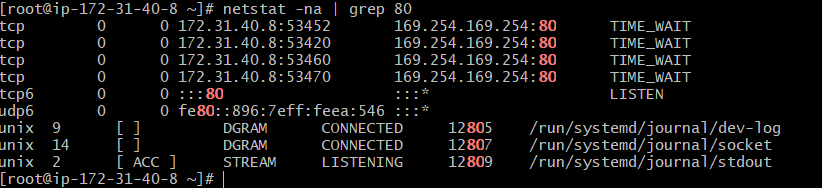 [root@ip-172-31-40-8 ~]# netstat -na | grep 80
tcp        0      0 172.31.40.8:53452       169.254.169.254:80      TIME_WAIT
tcp        0      0 172.31.40.8:53420       169.254.169.254:80      TIME_WAIT
tcp        0      0 172.31.40.8:53460       169.254.169.254:80      TIME_WAIT
tcp        0      0 172.31.40.8:53470       169.254.169.254:80      TIME_WAIT
tcp6       0      0 :::80                   :::*                    LISTEN
udp6       0      0 fe80::896:7eff:feea:546 :::*
unix  9      [ ]         DGRAM      CONNECTED     12805    /run/systemd/journal/dev-log
unix  14     [ ]         DGRAM      CONNECTED     12807    /run/systemd/journal/socket
unix  2      [ ACC ]     STREAM     LISTENING     12809    /run/systemd/journal/stdout
[root@ip-172-31-40-8 ~]#